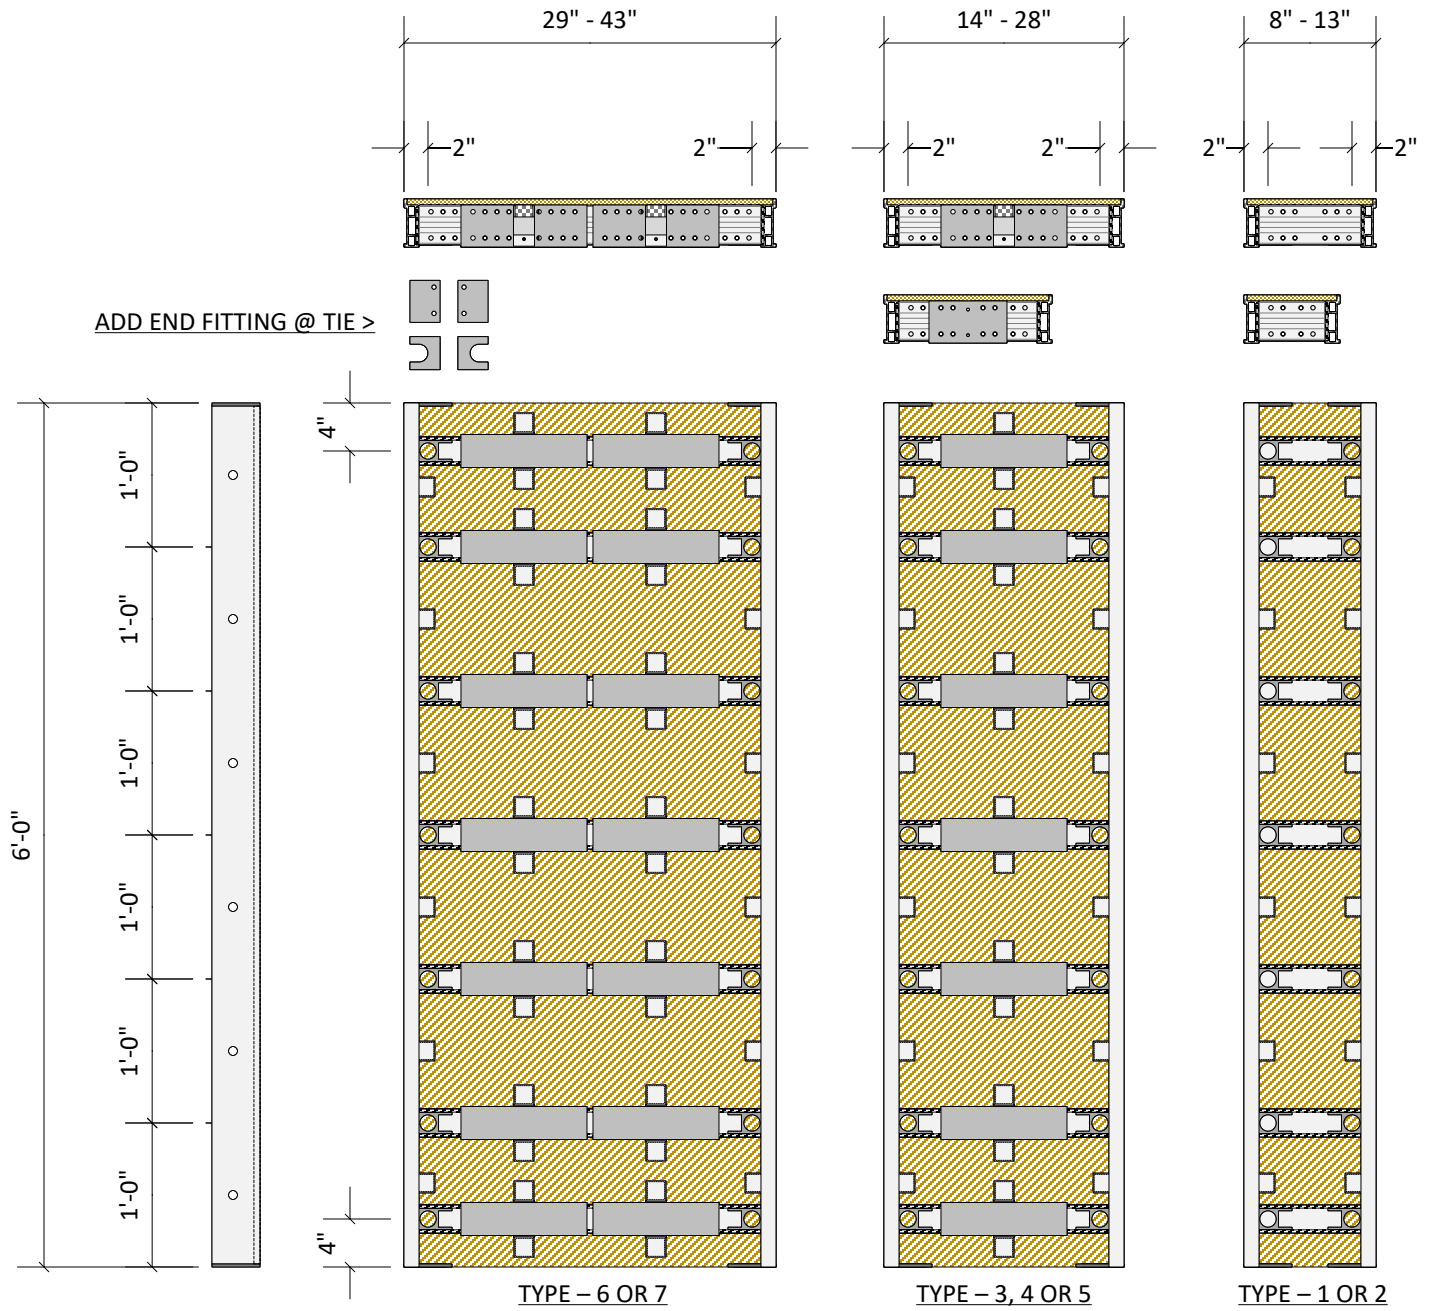 29" - 43"
14" - 28"
8" - 13"
2"
2"
2"
2"
2"
2"
ADD END FITTING @ TIE >
4"
1'-0"
1'-0"
1'-0"
6'-0"
1'-0"
1'-0"
1'-0"
4"
TYPE – 6 OR 7
TYPE – 3, 4 OR 5
TYPE – 1 OR 2